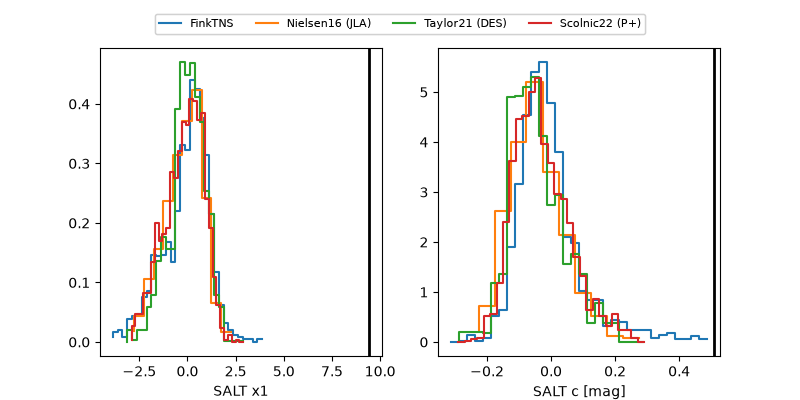 FinkTNS Nielsen16 (JLA) Taylor21 (DES) Scolnic22 (P+)
0.4
0.3
0.2
0.1
0.0
−2.5 0.0 2.5 5.0 7.5 10.0
SALT x1
5
4
3
2
1
0
−0.2 0.0 0.2 0.4
SALT c [mag]